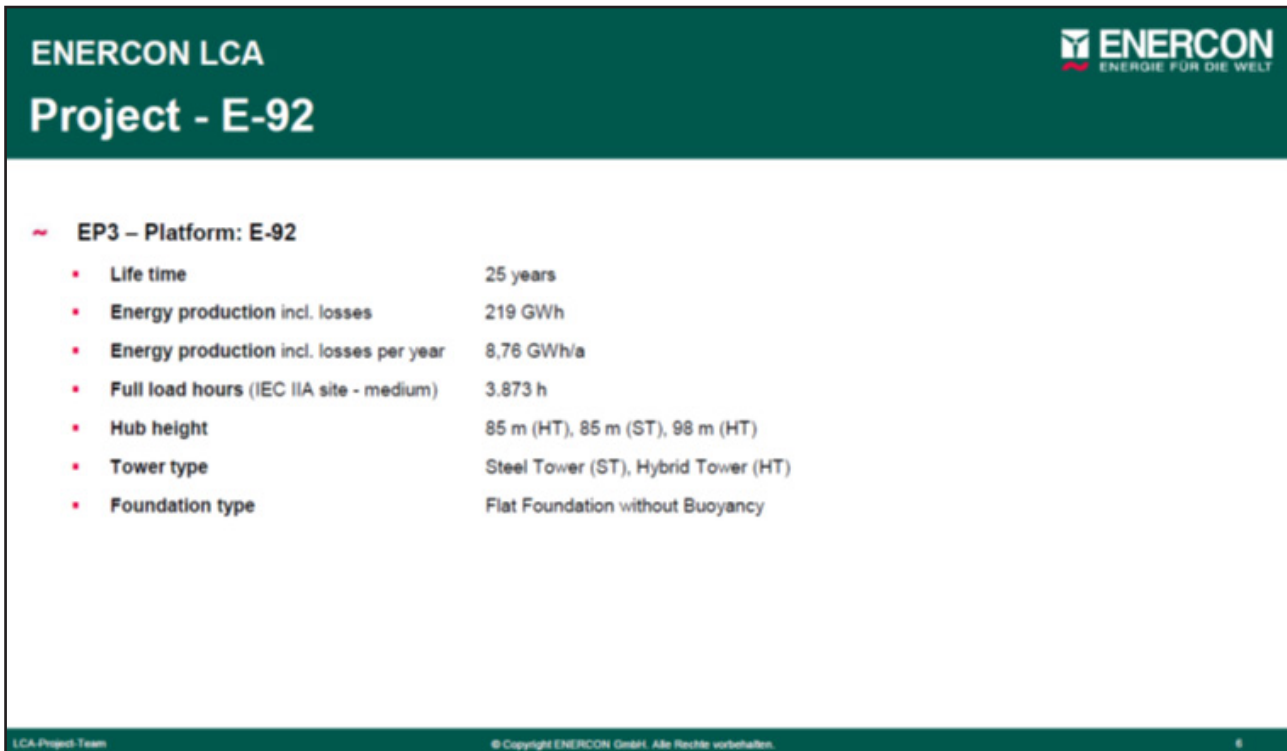 ENERCON LCA
ENERCON
ENERGIE FÜR DIE WELT
Project - E-92
~ EP3 – Platform: E-92
▪ Life time 25 years
▪ Energy production incl. losses 219 GWh
▪ Energy production incl. losses per year 8,76 GWh/a
▪ Full load hours (IEC IIA site - medium) 3.873 h
▪ Hub height 85 m (HT), 85 m (ST), 98 m (HT)
▪ Tower type Steel Tower (ST), Hybrid Tower (HT)
▪ Foundation type Flat Foundation without Buoyancy
LCA-Project-Team © Copyright ENERCON GmbH. Alle Rechte vorbehalten. 6